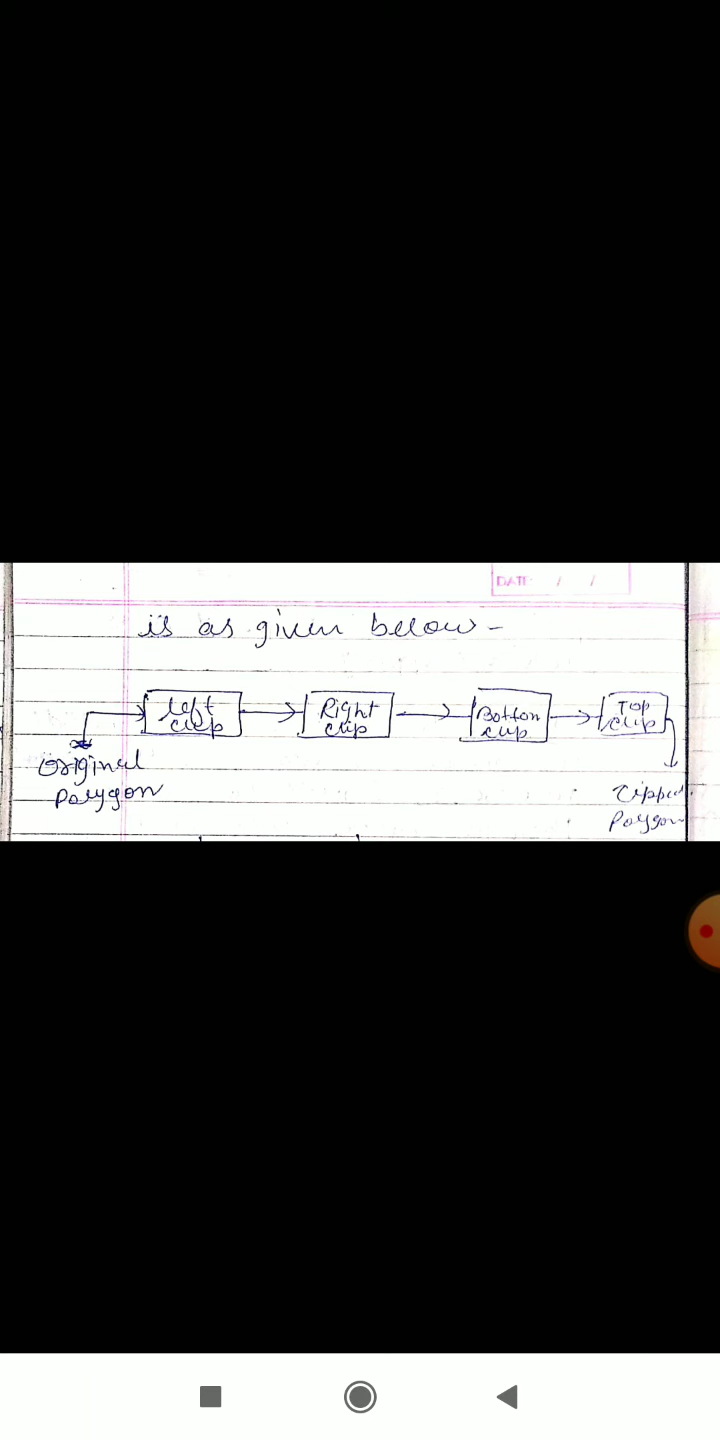 DATE / /
is as given below -
left
clip
Right
clip
Bottom
clip
Top
clip
Original
Polygon
Clipped
Polygon